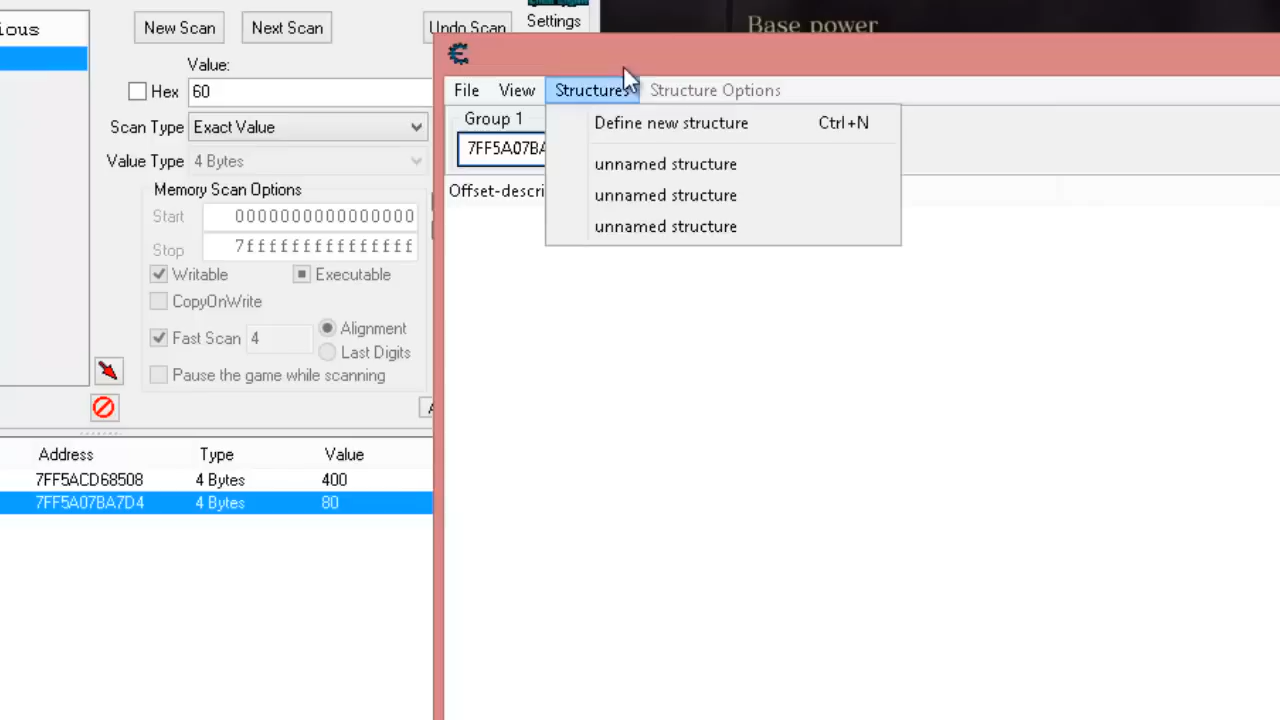 Base power
ious
New Scan
Next Scan
Undo Scan
Settings
Value:
Hex
60
Scan Type
Exact Value
Value Type
4 Bytes
Memory Scan Options
Start
0000000000000000
Stop
7fffffffffffffff
Writable
Executable
CopyOnWrite
Fast Scan
4
Alignment
Last Digits
Pause the game while scanning
Address
Type
Value
7FF5ACD68508
4 Bytes
400
7FF5A07BA7D4
4 Bytes
80
File
View
Structures
Structure Options
Group 1
7FF5A07BA
Offset-descri
Define new structure
Ctrl+N
unnamed structure
unnamed structure
unnamed structure